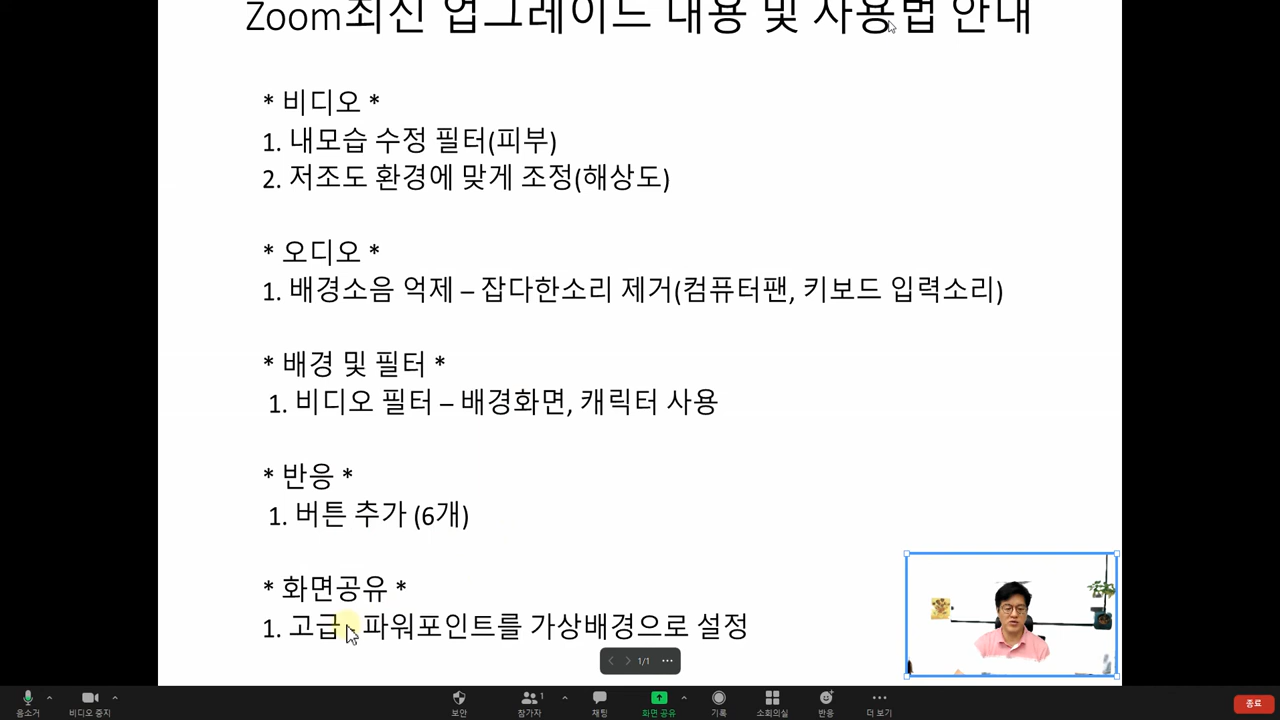 Zoom최신 업그레이드 내용 및 사용법 안내
* 비디오 *
1. 내모습 수정 필터(피부)
2. 저조도 환경에 맞게 조정(해상도)
* 오디오 *
1. 배경소음 억제 – 잡다한소리 제거(컴퓨터팬, 키보드 입력소리)
* 배경 및 필터 *
1. 비디오 필터 – 배경화면, 캐릭터 사용
* 반응 *
1. 버튼 추가 (6개)
* 화면공유 *
1. 고급 - 파워포인트를 가상배경으로 설정
1/1
음소거 비디오 중지 보안 참가자 1 채팅 화면 공유 기록 소회의실 반응 더 보기 종료